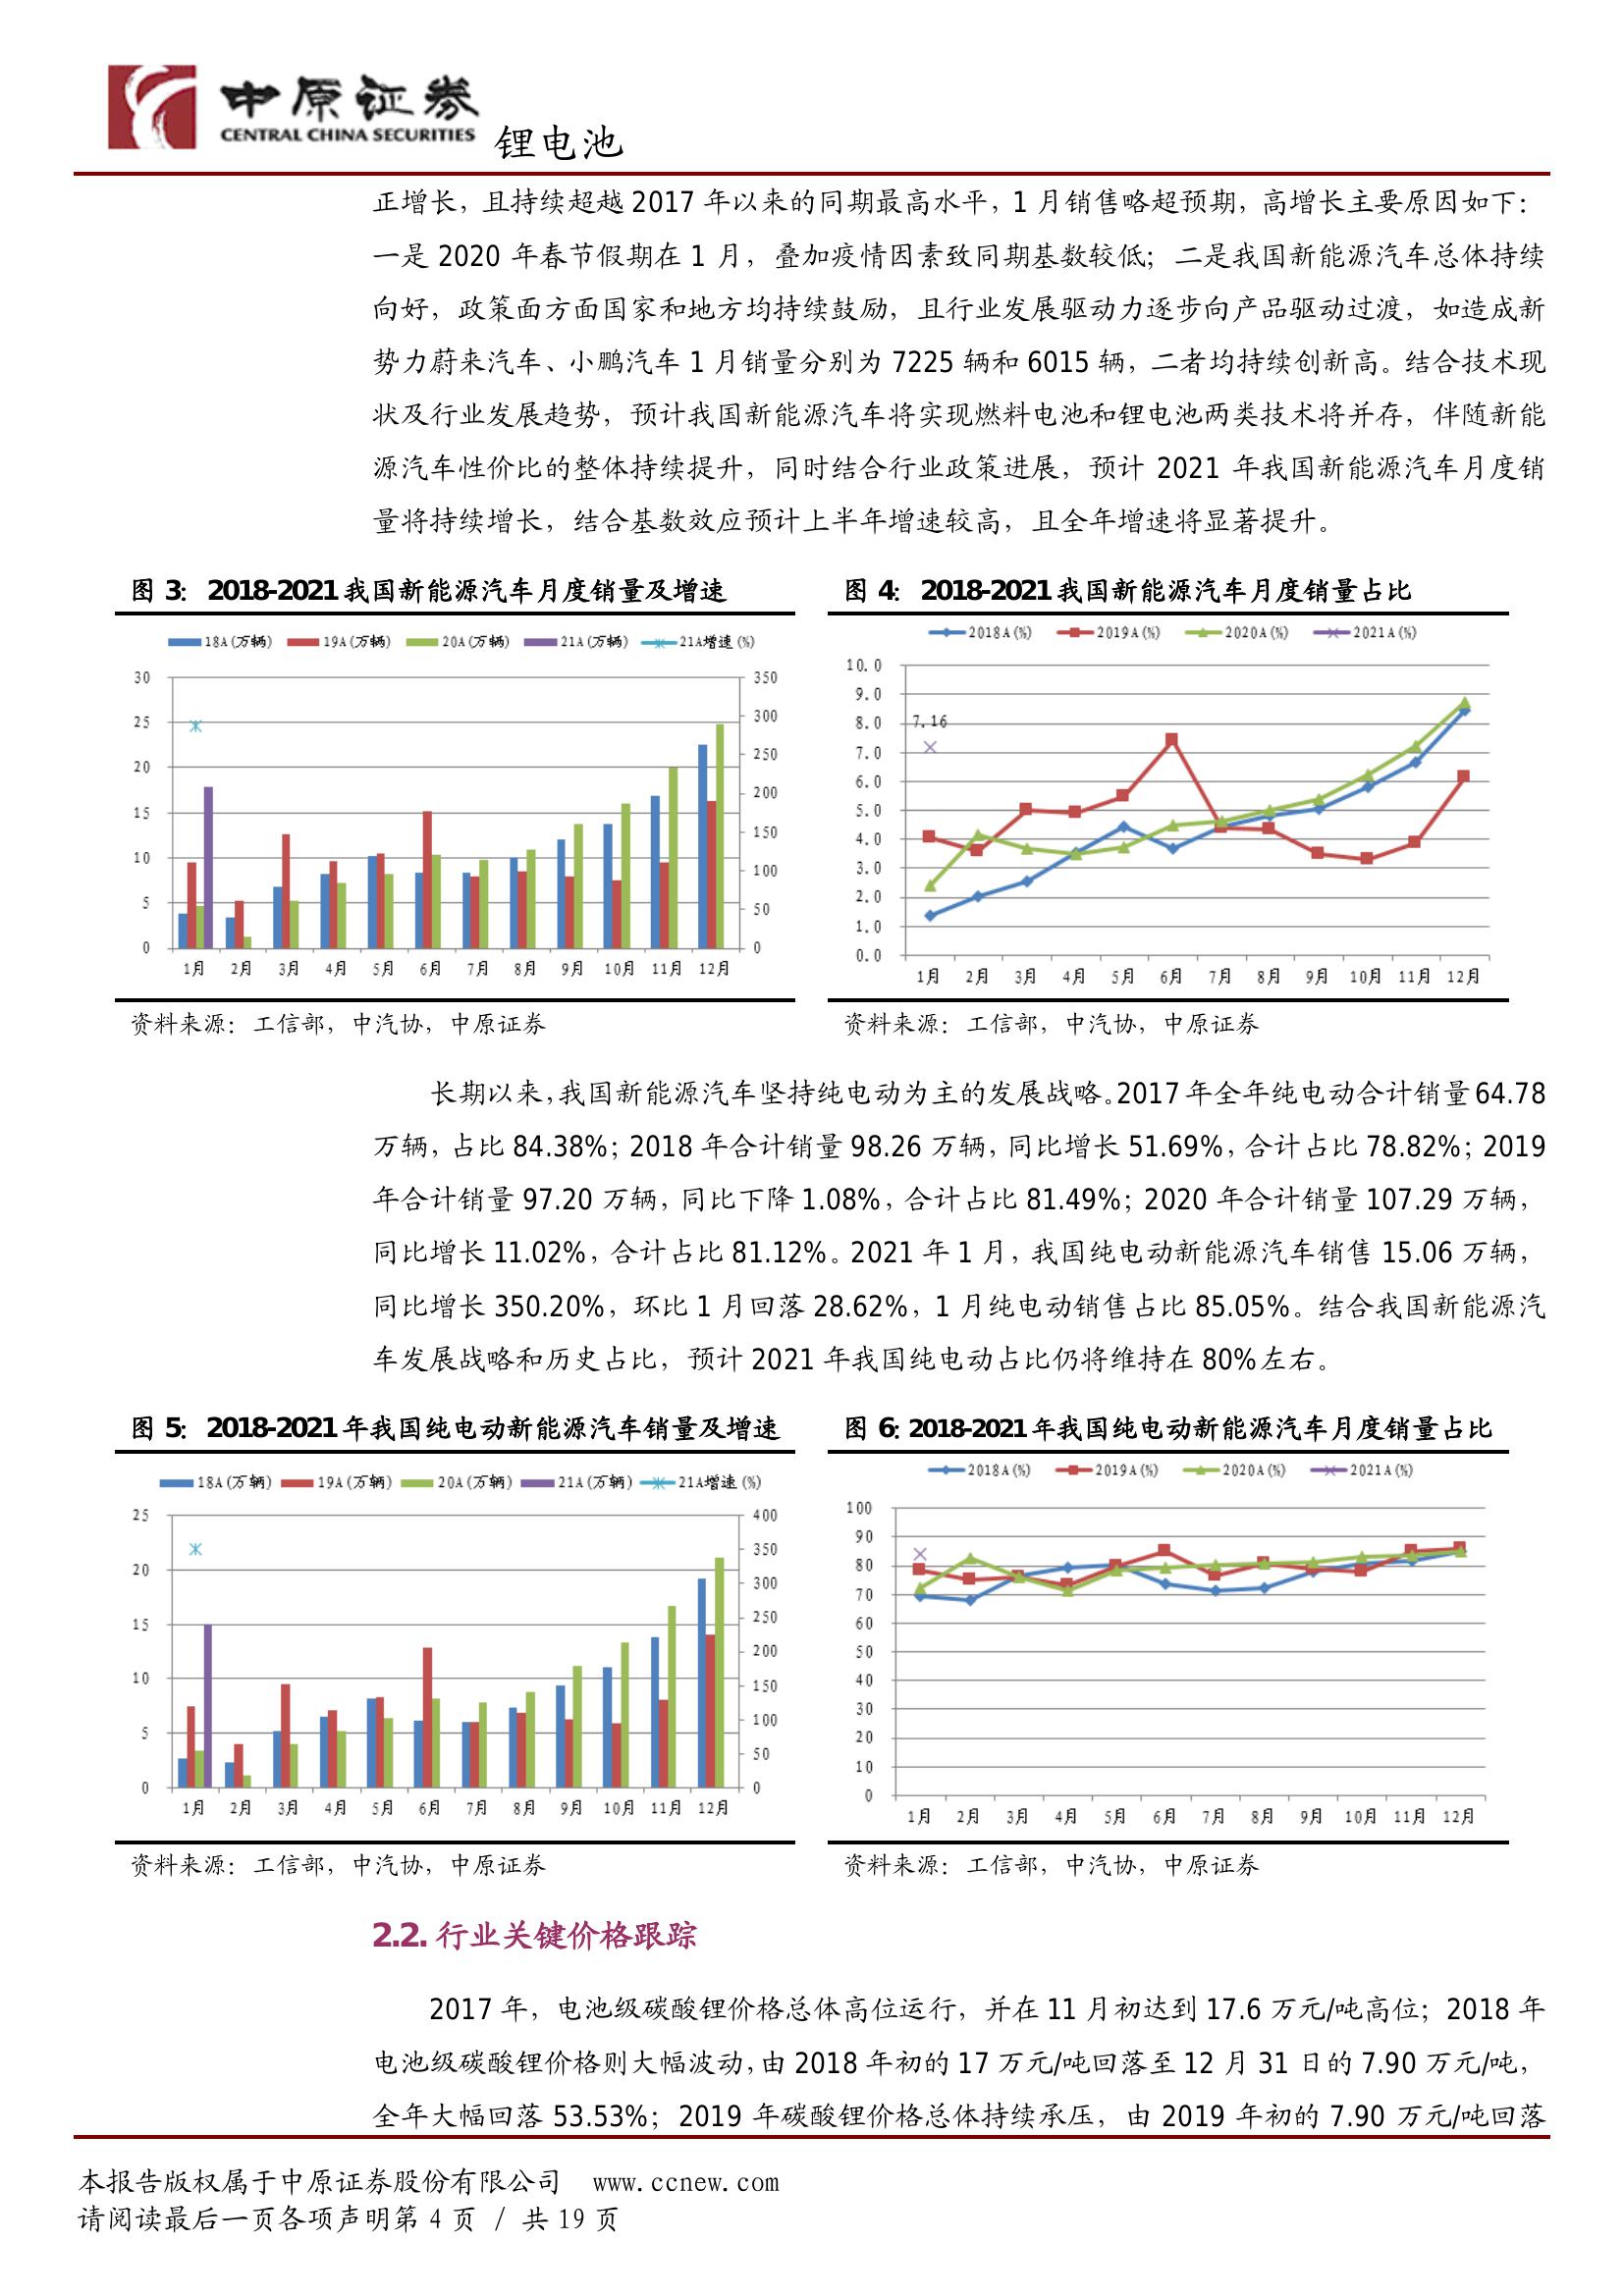 中原证券
CENTRAL CHINA SECURITIES
锂电池
正增长，且持续超越 2017 年以来的同期最高水平，1 月销售略超预期，高增长主要原因如下：
一是 2020 年春节假期在 1 月，叠加疫情因素致同期基数较低；二是我国新能源汽车总体持续
向好，政策面方面国家和地方均持续鼓励，且行业发展驱动力逐步向产品驱动过渡，如造成新
势力蔚来汽车、小鹏汽车 1 月销量分别为 7225 辆和 6015 辆，二者均持续创新高。结合技术现
状及行业发展趋势，预计我国新能源汽车将实现燃料电池和锂电池两类技术将并存，伴随新能
源汽车性价比的整体持续提升，同时结合行业政策进展，预计 2021 年我国新能源汽车月度销
量将持续增长，结合基数效应预计上半年增速较高，且全年增速将显著提升。
图 3: 2018-2021 我国新能源汽车月度销量及增速
18A(万辆) 19A(万辆) 20A(万辆) 21A(万辆) 21A增速(%)
30 350
25 300
20 250
15 200
10 150
5 100
0 50
0
1月 2月 3月 4月 5月 6月 7月 8月 9月 10月 11月 12月
资料来源：工信部，中汽协，中原证券
图 4: 2018-2021 我国新能源汽车月度销量占比
2018A(%) 2019A(%) 2020A(%) 2021A(%)
10.0
9.0
8.0
7.0
6.0
5.0
4.0
3.0
2.0
1.0
0.0
7.16
1月 2月 3月 4月 5月 6月 7月 8月 9月 10月 11月 12月
资料来源：工信部，中汽协，中原证券
长期以来，我国新能源汽车坚持纯电动为主的发展战略。2017 年全年纯电动合计销量 64.78
万辆，占比 84.38%；2018 年合计销量 98.26 万辆，同比增长 51.69%，合计占比 78.82%；2019
年合计销量 97.20 万辆，同比下降 1.08%，合计占比 81.49%；2020 年合计销量 107.29 万辆，
同比增长 11.02%，合计占比 81.12%。2021 年 1 月，我国纯电动新能源汽车销售 15.06 万辆，
同比增长 350.20%，环比 1 月回落 28.62%，1 月纯电动销售占比 85.05%。结合我国新能源汽
车发展战略和历史占比，预计 2021 年我国纯电动占比仍将维持在 80%左右。
图 5: 2018-2021 年我国纯电动新能源汽车销量及增速
18A(万辆) 19A(万辆) 20A(万辆) 21A(万辆) 21A增速(%)
25 400
20 350
15 300
10 250
5 200
0 150
100
50
0
1月 2月 3月 4月 5月 6月 7月 8月 9月 10月 11月 12月
资料来源：工信部，中汽协，中原证券
图 6: 2018-2021 年我国纯电动新能源汽车月度销量占比
2018A(%) 2019A(%) 2020A(%) 2021A(%)
100
90
80
70
60
50
40
30
20
10
0
1月 2月 3月 4月 5月 6月 7月 8月 9月 10月 11月 12月
资料来源：工信部，中汽协，中原证券
2.2. 行业关键价格跟踪
2017 年，电池级碳酸锂价格总体高位运行，并在 11 月初达到 17.6 万元/吨高位；2018 年
电池级碳酸锂价格则大幅波动，由 2018 年初的 17 万元/吨回落至 12 月 31 日的 7.90 万元/吨，
全年大幅回落 53.53%；2019 年碳酸锂价格总体持续承压，由 2019 年初的 7.90 万元/吨回落
本报告版权属于中原证券股份有限公司 www.ccnew.com
请阅读最后一页各项声明第 4 页 / 共 19 页